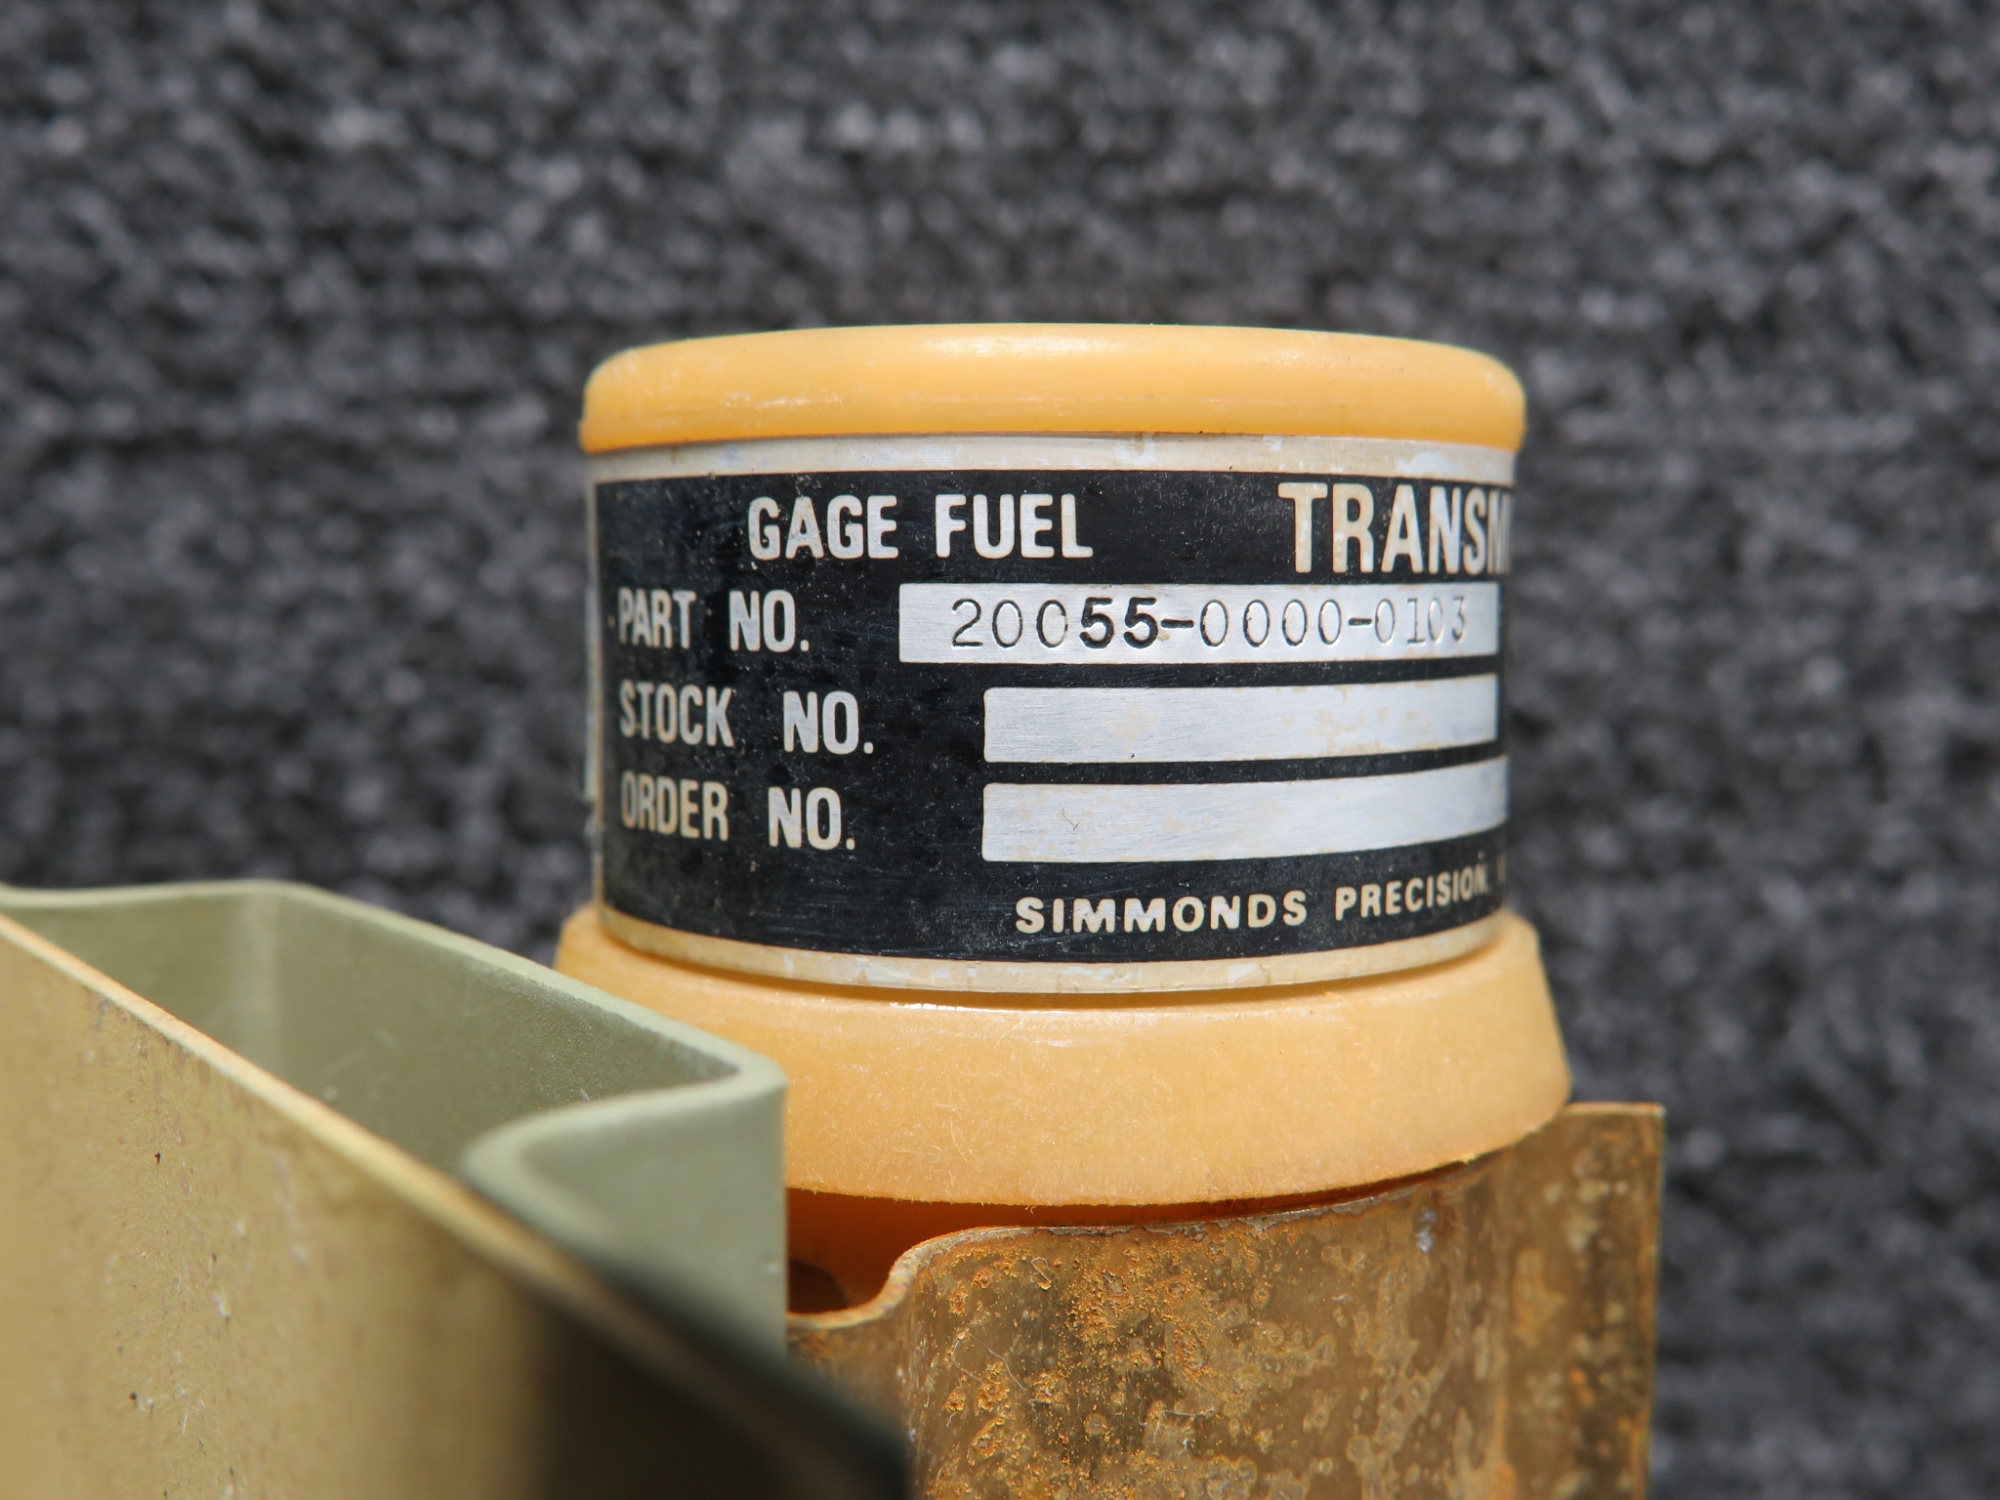 GAGE FUEL TRANSM
PART NO. 20055-0000-0103
STOCK NO.
ORDER NO.
SIMMONDS PRECISION,